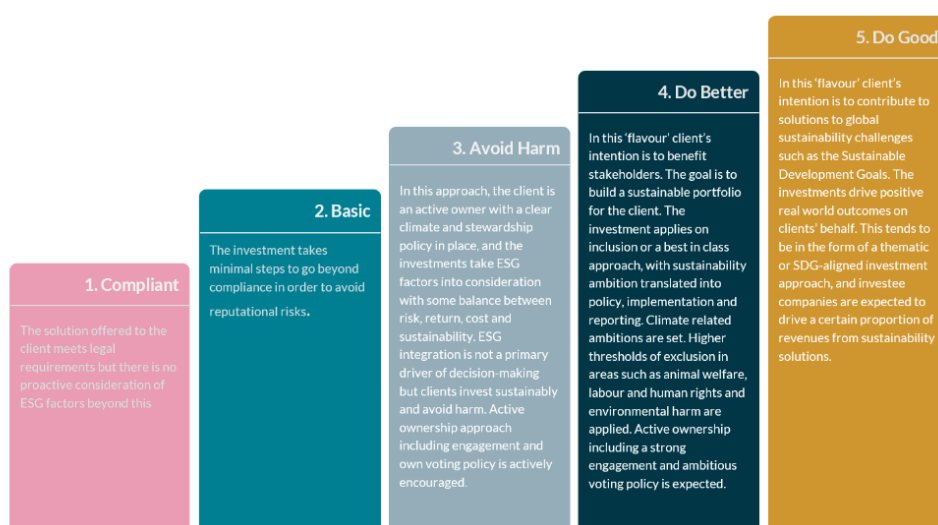 1. Compliant
The solution offered to the
client meets legal
requirements but there is no
proactive consideration of
ESG factors beyond this
2. Basic
The investment takes
minimal steps to go beyond
compliance in order to avoid
reputational risks.
3. Avoid Harm
In this approach, the client is
an active owner with a clear
climate and stewardship
policy in place, and the
investments take ESG
factors into consideration
with some balance between
risk, return, cost and
sustainability. ESG
integration is not a primary
driver of decision-making
but clients invest sustainably
and avoid harm. Active
ownership approach
including engagement and
own voting policy is actively
encouraged.
4. Do Better
In this ‘flavour’ client’s
intention is to benefit
stakeholders. The goal is to
build a sustainable portfolio
for the client. The
investment applies on
inclusion or a best in class
approach, with sustainability
ambition translated into
policy, implementation and
reporting. Climate related
ambitions are set. Higher
thresholds of exclusion in
areas such as animal welfare,
labour and human rights and
environmental harm are
applied. Active ownership
including a strong
engagement and ambitious
voting policy is expected.
5. Do Good
In this ‘flavour’ client’s
intention is to contribute to
solutions to global
sustainability challenges
such as the Sustainable
Development Goals. The
investments drive positive
real world outcomes on
clients’ behalf. This tends to
be in the form of a thematic
or SDG-aligned investment
approach, and investee
companies are expected to
drive a certain proportion of
revenues from sustainability
solutions.